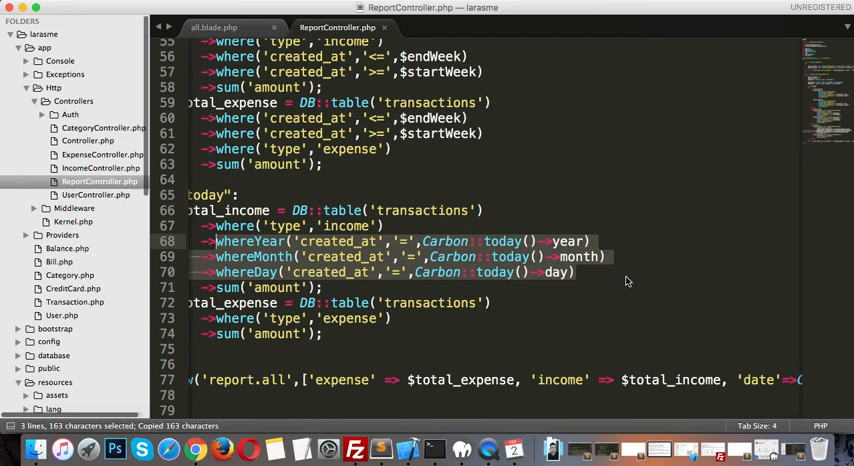 ReportController.php — larasme
UNREGISTERED
FOLDERS
larasme
app
Console
Exceptions
Http
Controllers
Auth
CategoryController.php
Controller.php
ExpenseController.php
IncomeController.php
ReportController.php
UserController.php
Middleware
Kernel.php
Providers
Balance.php
Bill.php
Category.php
CreditCard.php
Transaction.php
User.php
bootstrap
config
database
public
resources
assets
lang
all.blade.php ×
ReportController.php ×
55 ->where('type','income')
56 ->where('created_at','<=',$endWeek)
57 ->where('created_at','>=',$startWeek)
58 ->sum('amount');
59 otal_expense = DB::table('transactions')
60 ->where('created_at','<=',$endWeek)
61 ->where('created_at','>=',$startWeek)
62 ->where('type','expense')
63 ->sum('amount');
64
65 today":
66 otal_income = DB::table('transactions')
67 ->where('type','income')
68 ->whereYear('created_at','=',Carbon::today()->year)
69 ->whereMonth('created_at','=',Carbon::today()->month)
70 ->whereDay('created_at','=',Carbon::today()->day)
71 ->sum('amount');
72 otal_expense = DB::table('transactions')
73 ->where('type','expense')
74 ->sum('amount');
75
76
77 w('report.all',['expense' => $total_expense, 'income' => $total_income, 'date'=>C
78
79
3 lines, 163 characters selected; Copied 163 characters
Tab Size: 4
PHP
Ps
S
Fz
S
2